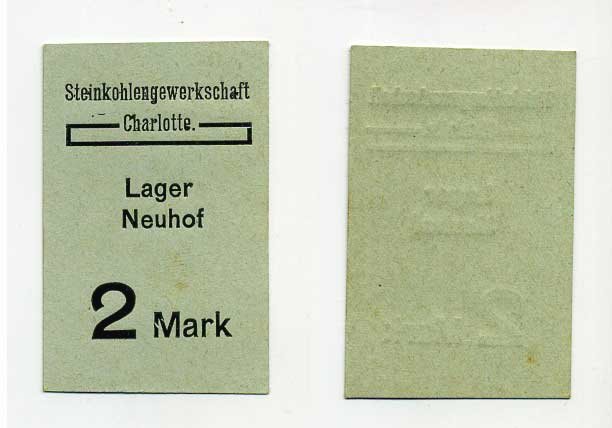 Steinkohlengewerkschaft
Charlotte.
Lager
Neuhof
2 Mark